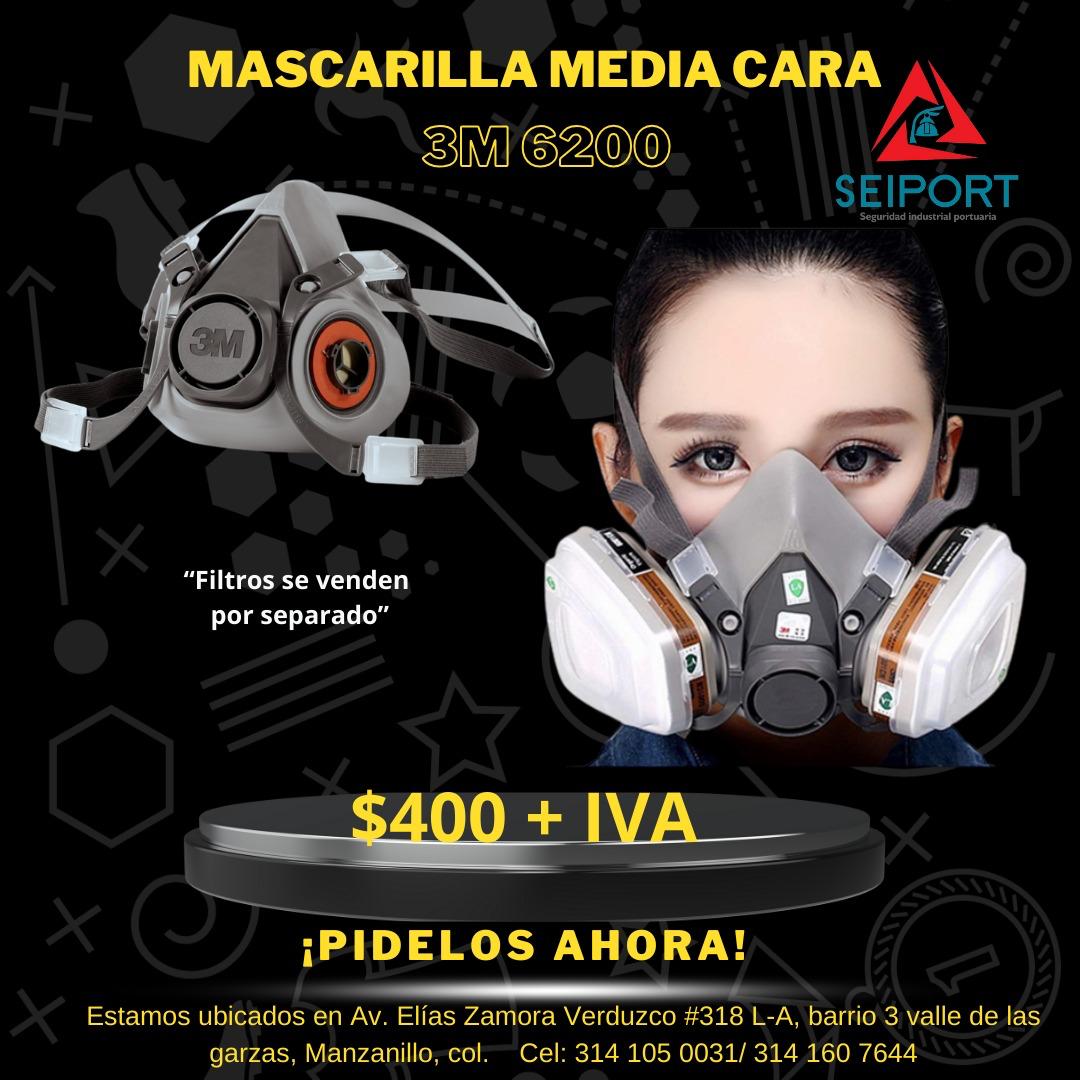 MASCARILLA MEDIA CARA
3M 6200
SEIPORT
Seguridad industrial portuaria
3M
“Filtros se venden
por separado”
3M
$400 + IVA
¡PIDELOS AHORA!
Estamos ubicados en Av. Elías Zamora Verduzco #318 L-A, barrio 3 valle de las
garzas, Manzanillo, col. Cel: 314 105 0031/ 314 160 7644